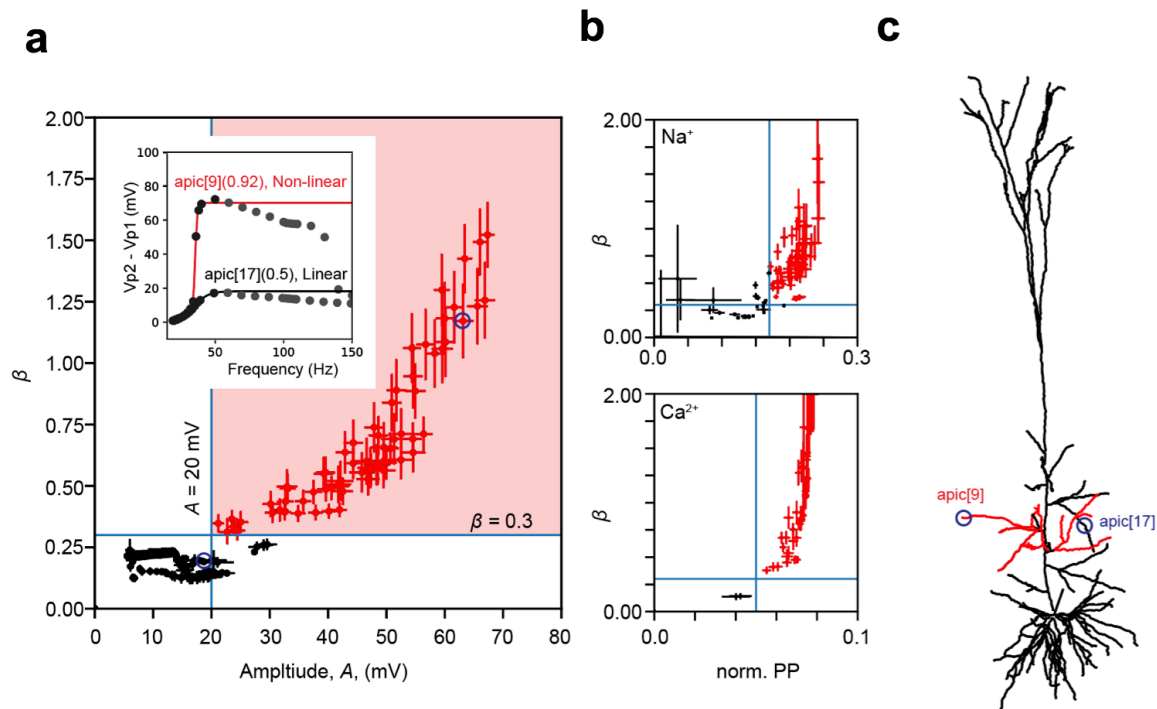 a
2.00
1.75
1.50
1.25
1.00
0.75
0.50
0.25
0.00
β
0
10
20
30
40
50
60
70
80
Ampltiude, A, (mV)
A = 20 mV
β = 0.3
100
80
60
40
20
0
Vp2 - Vp1 (mV)
apic[9](0.92), Non-linear
apic[17](0.5), Linear
50
100
150
Frequency (Hz)
b
2.00
Na⁺
β
0.00
0.0
0.3
2.00
Ca²⁺
β
0.00
0.0
0.1
norm. PP
c
apic[9]
apic[17]